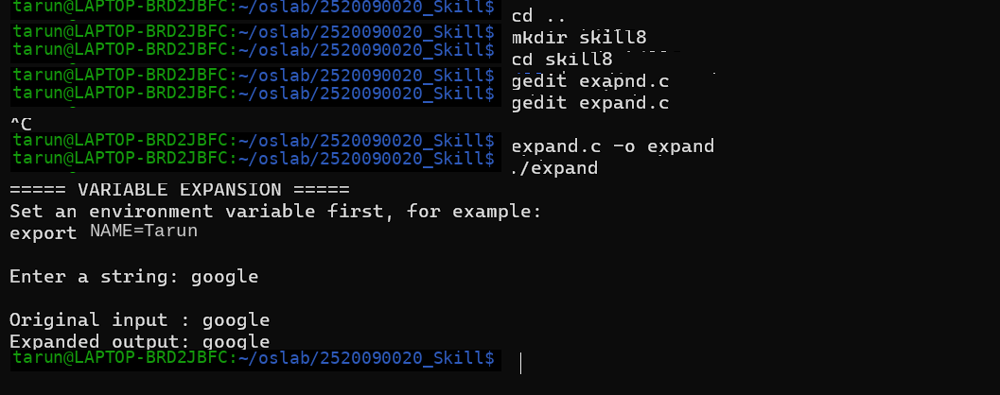 tarun@LAPTOP-BRD2JBFC:~/oslab/2520090020_Skill$ cd ..
tarun@LAPTOP-BRD2JBFC:~/oslab/2520090020_Skill$ mkdir skill8
tarun@LAPTOP-BRD2JBFC:~/oslab/2520090020_Skill$ cd skill8
tarun@LAPTOP-BRD2JBFC:~/oslab/2520090020_Skill$ gedit exapnd.c
tarun@LAPTOP-BRD2JBFC:~/oslab/2520090020_Skill$ gedit expand.c
^C
tarun@LAPTOP-BRD2JBFC:~/oslab/2520090020_Skill$ expand.c -o expand
tarun@LAPTOP-BRD2JBFC:~/oslab/2520090020_Skill$ ./expand
===== VARIABLE EXPANSION =====
Set an environment variable first, for example:
export NAME=Tarun
Enter a string: google
Original input : google
Expanded output: google
tarun@LAPTOP-BRD2JBFC:~/oslab/2520090020_Skill$